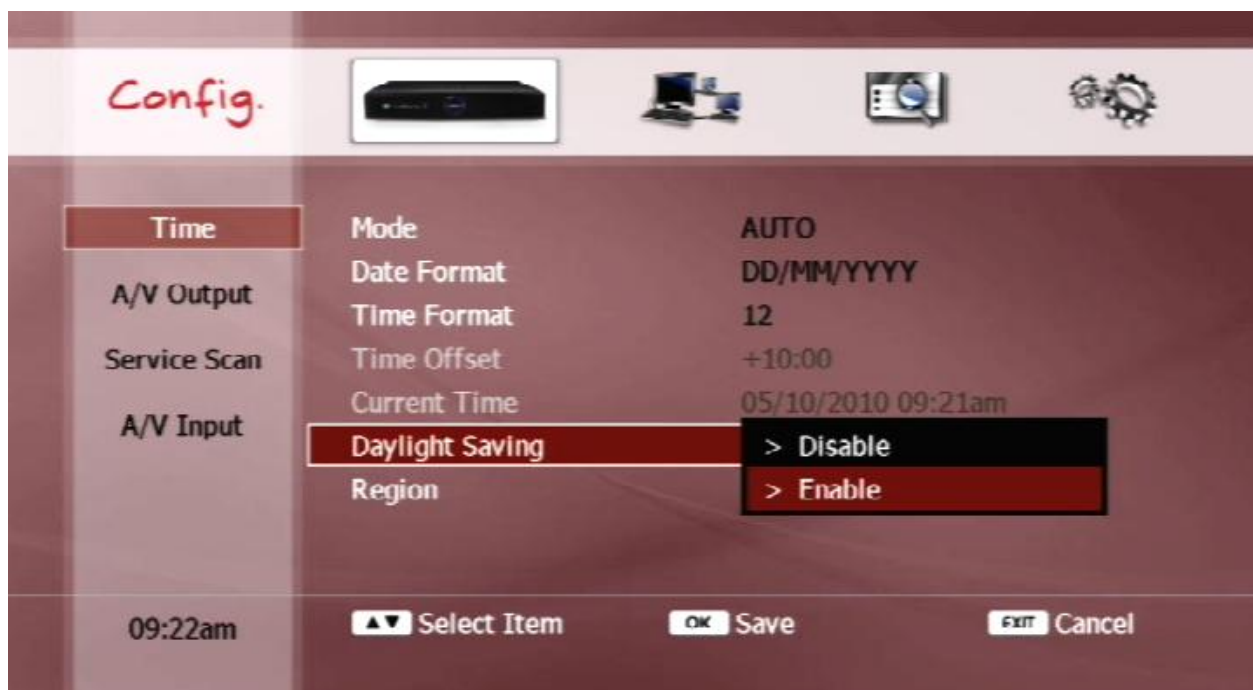 Config.
Time
A/V Output
Service Scan
A/V Input
Mode AUTO
Date Format DD/MM/YYYY
Time Format 12
Time Offset +10:00
Current Time 05/10/2010 09:21am
Daylight Saving > Disable
Region > Enable
09:22am ▲▼ Select Item OK Save EXIT Cancel